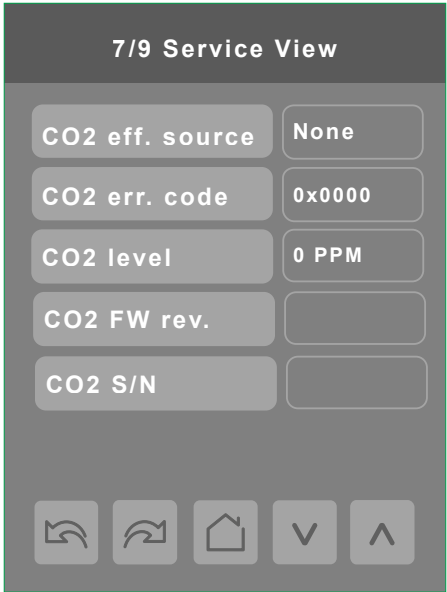 7/9 Service View
CO2 eff. source None
CO2 err. code 0x0000
CO2 level 0 PPM
CO2 FW rev.
CO2 S/N